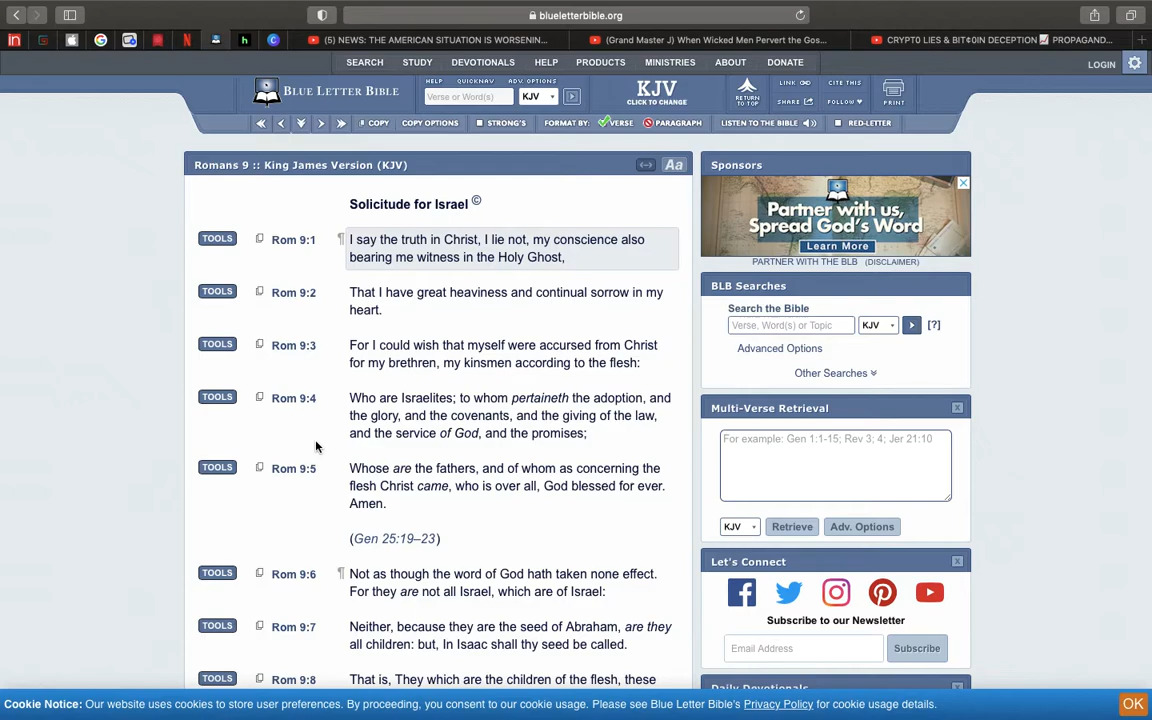 blueletterbible.org
(5) NEWS: THE AMERICAN SITUATION IS WORSENIN...
(Grand Master J) When Wicked Men Pervert the Gos...
CRYPTO LIES & BIT¢OIN DECEPTION 📈 PROPAGAND...
SEARCH STUDY DEVOTIONALS HELP PRODUCTS MINISTRIES ABOUT DONATE LOGIN
BLUE LETTER BIBLE
HELP QUICKNAV ADV. OPTIONS
Verse or Word(s) KJV
KJV
CLICK TO CHANGE
RETURN
TO TOP
LINK CITE THIS
SHARE FOLLOW
PRINT
COPY COPY OPTIONS STRONG'S FORMAT BY: VERSE PARAGRAPH LISTEN TO THE BIBLE RED-LETTER
Romans 9 :: King James Version (KJV)
Aa
Solicitude for Israel ©
TOOLS Rom 9:1 ¶ I say the truth in Christ, I lie not, my conscience also
bearing me witness in the Holy Ghost,
TOOLS Rom 9:2 That I have great heaviness and continual sorrow in my
heart.
TOOLS Rom 9:3 For I could wish that myself were accursed from Christ
for my brethren, my kinsmen according to the flesh:
TOOLS Rom 9:4 Who are Israelites; to whom pertaineth the adoption, and
the glory, and the covenants, and the giving of the law,
and the service of God, and the promises;
TOOLS Rom 9:5 Whose are the fathers, and of whom as concerning the
flesh Christ came, who is over all, God blessed for ever.
Amen.
(Gen 25:19–23)
TOOLS Rom 9:6 ¶ Not as though the word of God hath taken none effect.
For they are not all Israel, which are of Israel:
TOOLS Rom 9:7 Neither, because they are the seed of Abraham, are they
all children: but, In Isaac shall thy seed be called.
TOOLS Rom 9:8 That is, They which are the children of the flesh, these
Sponsors
Partner with us,
Spread God's Word
Learn More
PARTNER WITH THE BLB (DISCLAIMER)
BLB Searches
Search the Bible
Verse, Word(s) or Topic KJV [?]
Advanced Options
Other Searches
Multi-Verse Retrieval
For example: Gen 1:1-15; Rev 3; 4; Jer 21:10
KJV Retrieve Adv. Options
Let's Connect
Subscribe to our Newsletter
Email Address Subscribe
Daily Devotionals
Cookie Notice: Our website uses cookies to store user preferences. By proceeding, you consent to our cookie usage. Please see Blue Letter Bible's Privacy Policy for cookie usage details. OK